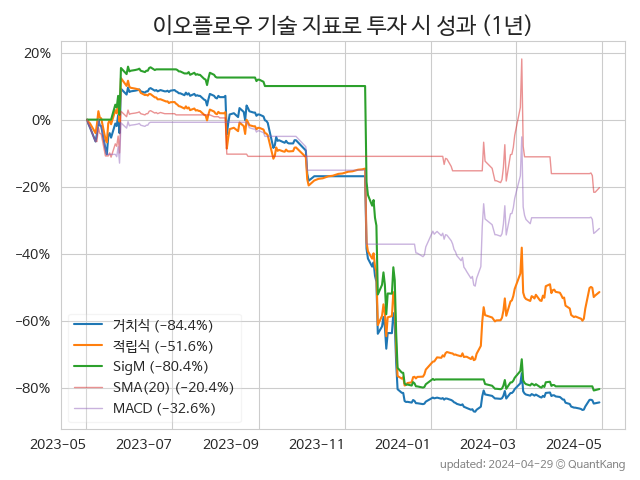 이오플로우 기술 지표로 투자 시 성과 (1년)
20%
0%
−20%
−40%
−60%
−80%
거치식 (−84.4%)
적립식 (−51.6%)
SigM (−80.4%)
SMA(20) (−20.4%)
MACD (−32.6%)
2023-05 2023-07 2023-09 2023-11 2024-01 2024-03 2024-05
updated: 2024-04-29 © QuantKang